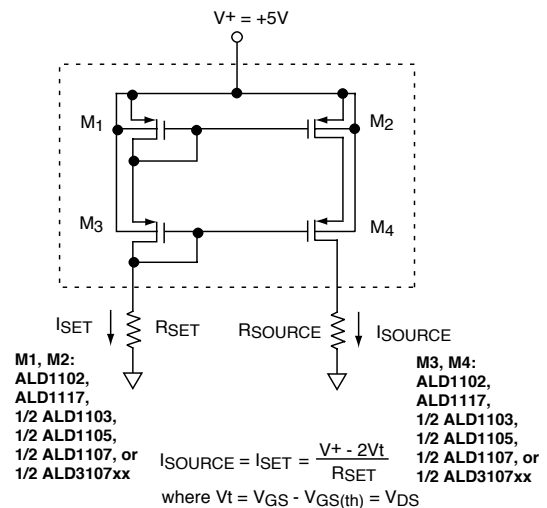 V+ = +5V
M1
M2
M3
M4
ISET
RSET
RSOURCE
ISOURCE
M1, M2:
ALD1102,
ALD1117,
1/2 ALD1103,
1/2 ALD1105,
1/2 ALD1107, or
1/2 ALD3107xx
M3, M4:
ALD1102,
ALD1117,
1/2 ALD1103,
1/2 ALD1105,
1/2 ALD1107, or
1/2 ALD3107xx
ISOURCE = ISET = V+ - 2Vt
RSET
where Vt = VGS - VGS(th) = VDS